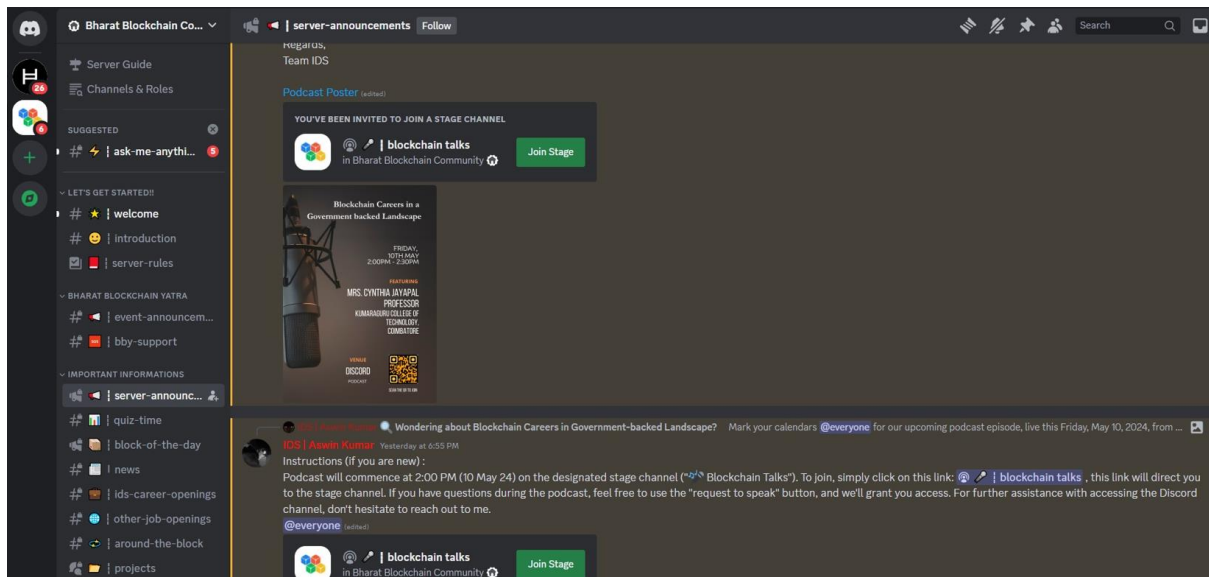 Bharat Blockchain Co...
Server Guide
Channels & Roles
SUGGESTED
ask-me-anythi...
5
LET'S GET STARTED!!
welcome
introduction
server-rules
BHARAT BLOCKCHAIN YATRA
event-announcem...
bby-support
IMPORTANT INFORMATIONS
server-announc...
quiz-time
block-of-the-day
news
ids-career-openings
other-job-openings
around-the-block
projects
26
6
server-announcements Follow
Search
Regards,
Team IDS
Podcast Poster (edited)
YOU'VE BEEN INVITED TO JOIN A STAGE CHANNEL
blockchain talks
in Bharat Blockchain Community
Join Stage
Blockchain Careers in a
Government backed Landscape
FRIDAY,
10TH MAY
2:00PM - 2:30PM
FEATURING
MRS. CYNTHIA JAYAPAL
PROFESSOR
KUMARAGURU COLLEGE OF
TECHNOLOGY,
COIMBATORE
VENUE
DISCORD
PODCAST
SCAN THE QR TO JOIN
Wondering about Blockchain Careers in Government-backed Landscape? Mark your calendars @everyone for our upcoming podcast episode, live this Friday, May 10, 2024, from ...
IDS | Aswin Kumar Yesterday at 6:55 PM
Instructions (if you are new) :
Podcast will commence at 2:00 PM (10 May 24) on the designated stage channel (" Blockchain Talks"). To join, simply click on this link: blockchain talks , this link will direct you
to the stage channel. If you have questions during the podcast, feel free to use the "request to speak" button, and we'll grant you access. For further assistance with accessing the Discord
channel, don't hesitate to reach out to me.
@everyone (edited)
blockchain talks
in Bharat Blockchain Community
Join Stage